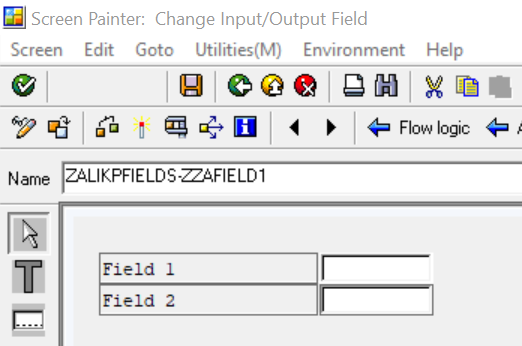 Screen Painter: Change Input/Output Field
Screen Edit Goto Utilities(M) Environment Help
Flow logic
Name ZALIKPFIELDS-ZZAFIELD1
T
Field 1
Field 2